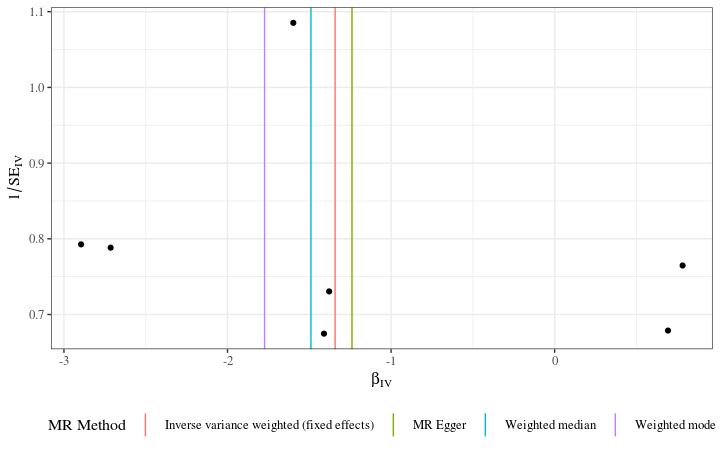 1.1
1.0
0.9
0.8
0.7
1/SE_IV
-3 -2 -1 0
β_IV
MR Method Inverse variance weighted (fixed effects) MR Egger Weighted median Weighted mode